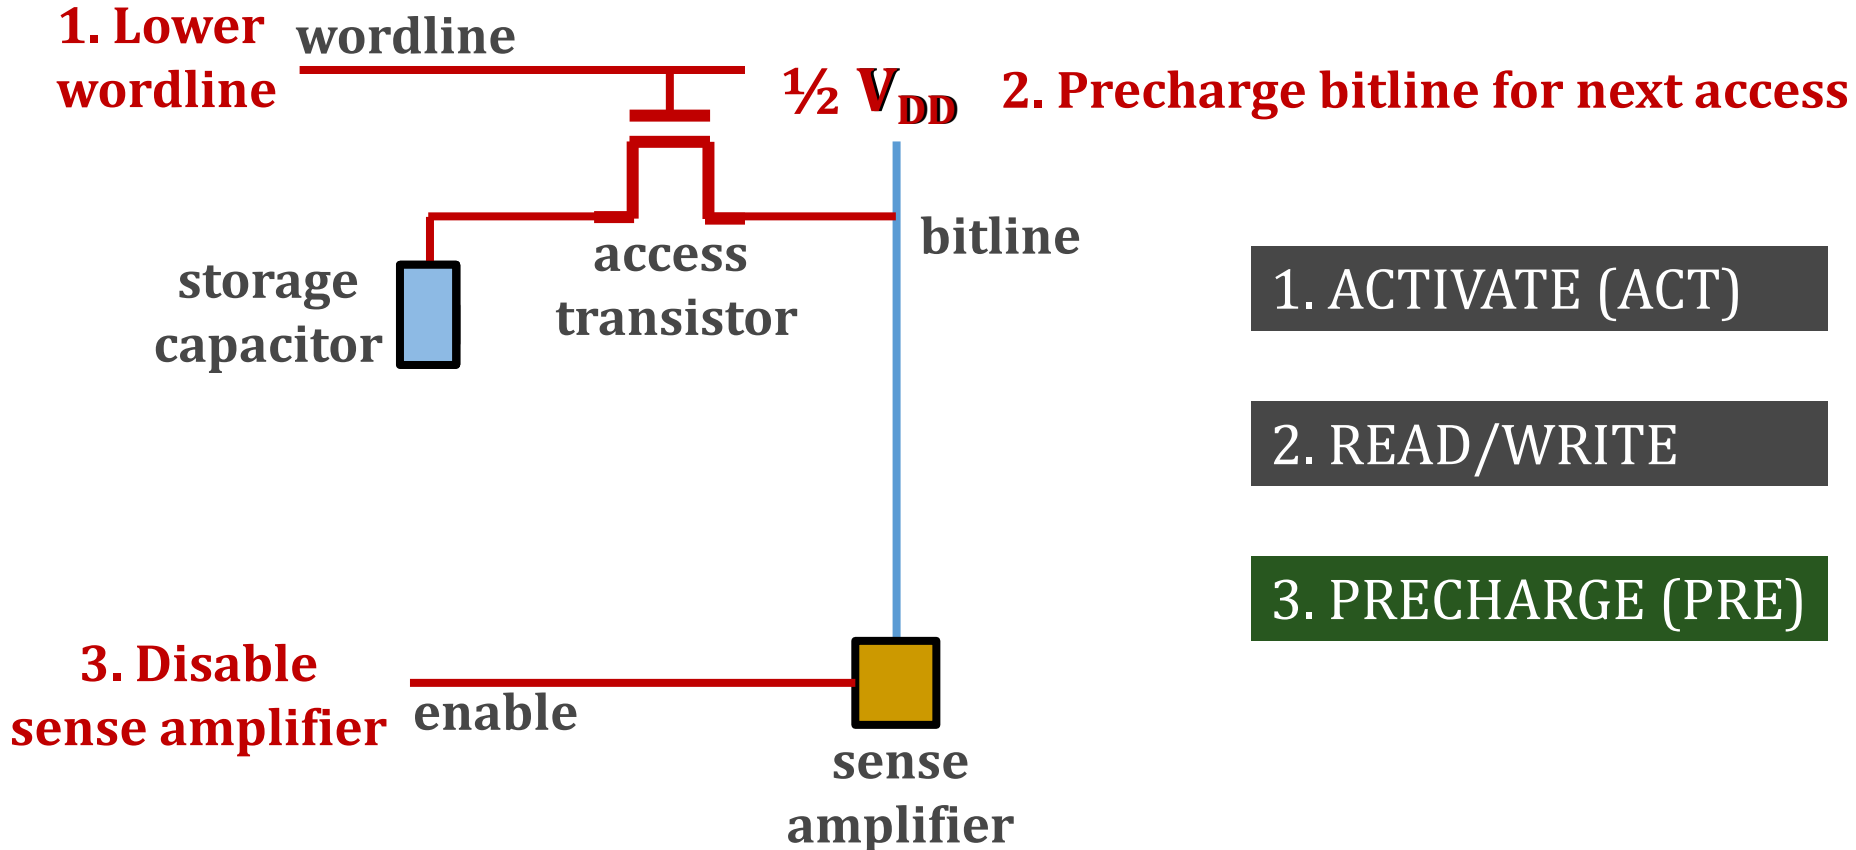 1. Lower
wordline
wordline
½ VDD
2. Precharge bitline for next access
bitline
access
transistor
storage
capacitor
1. ACTIVATE (ACT)
2. READ/WRITE
3. PRECHARGE (PRE)
3. Disable
sense amplifier
enable
sense
amplifier